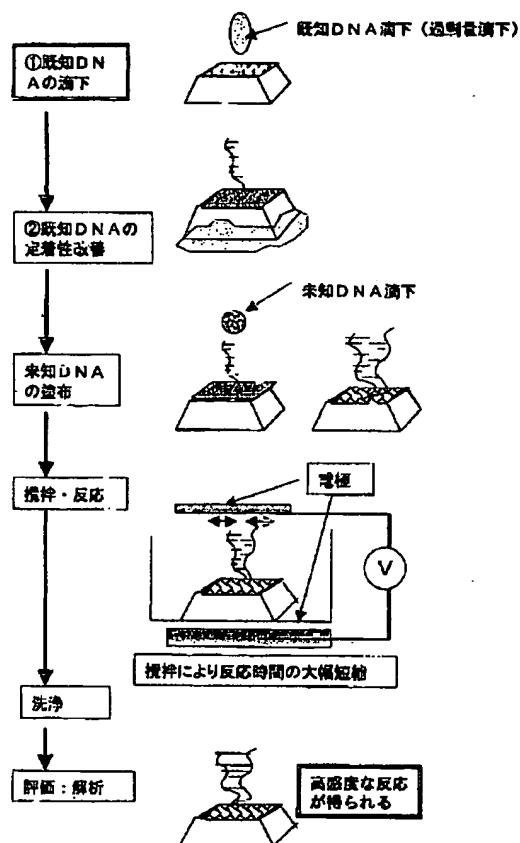 既知DNA滴下（過剰量滴下）
①既知DN
Aの滴下
②既知DNAの
定着性改善
未知DNA滴下
未知DNA
の塗布
電極
攪拌・反応
V
攪拌により反応時間の大幅短縮
洗浄
評価：解析
高感度な反応
が得られる